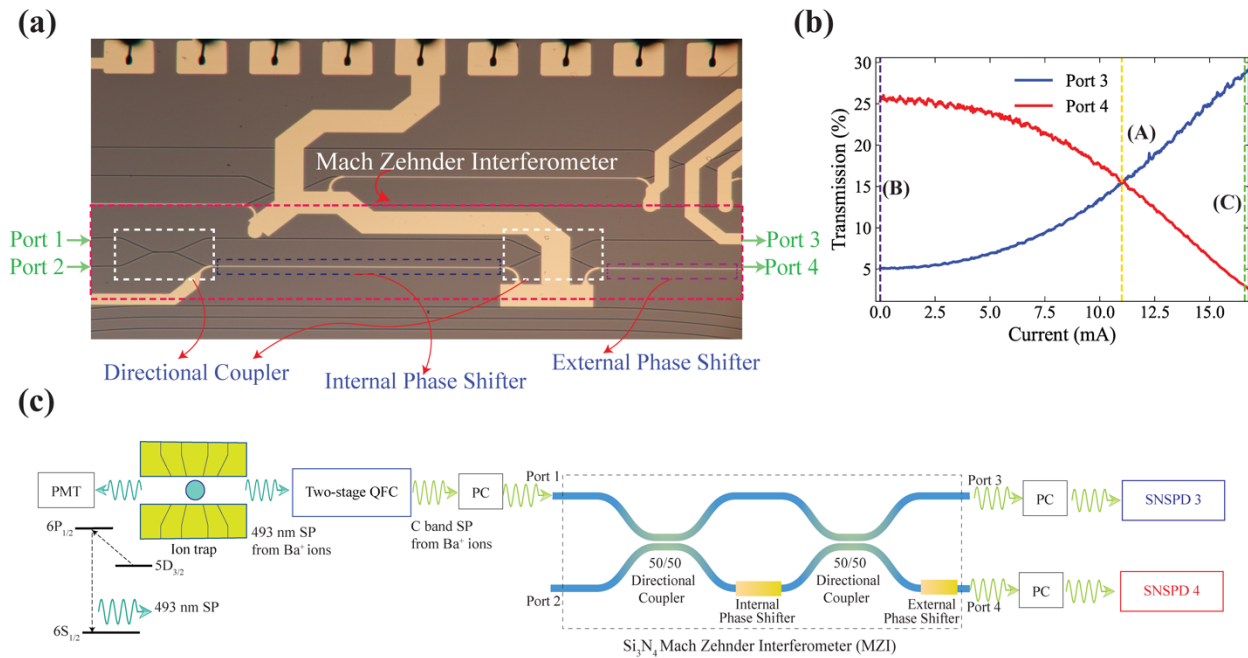 (a)
Mach Zehnder Interferometer
Port 1
Port 2
Port 3
Port 4
Directional Coupler
Internal Phase Shifter
External Phase Shifter
(b)
30
25
20
15
10
5
Transmission (%)
Port 3
Port 4
(A)
(B)
(C)
0.0 2.5 5.0 7.5 10.0 12.5 15.0
Current (mA)
(c)
PMT
Ion trap
493 nm SP
from Ba+ ions
Two-stage QFC
C band SP
from Ba+ ions
PC
Port 1
Port 2
50/50
Directional
Coupler
Internal
Phase Shifter
50/50
Directional
Coupler
External
Phase Shifter
Port 3
Port 4
PC
SNSPD 3
PC
SNSPD 4
6P1/2
5D3/2
493 nm SP
6S1/2
Si3N4 Mach Zehnder Interferometer (MZI)